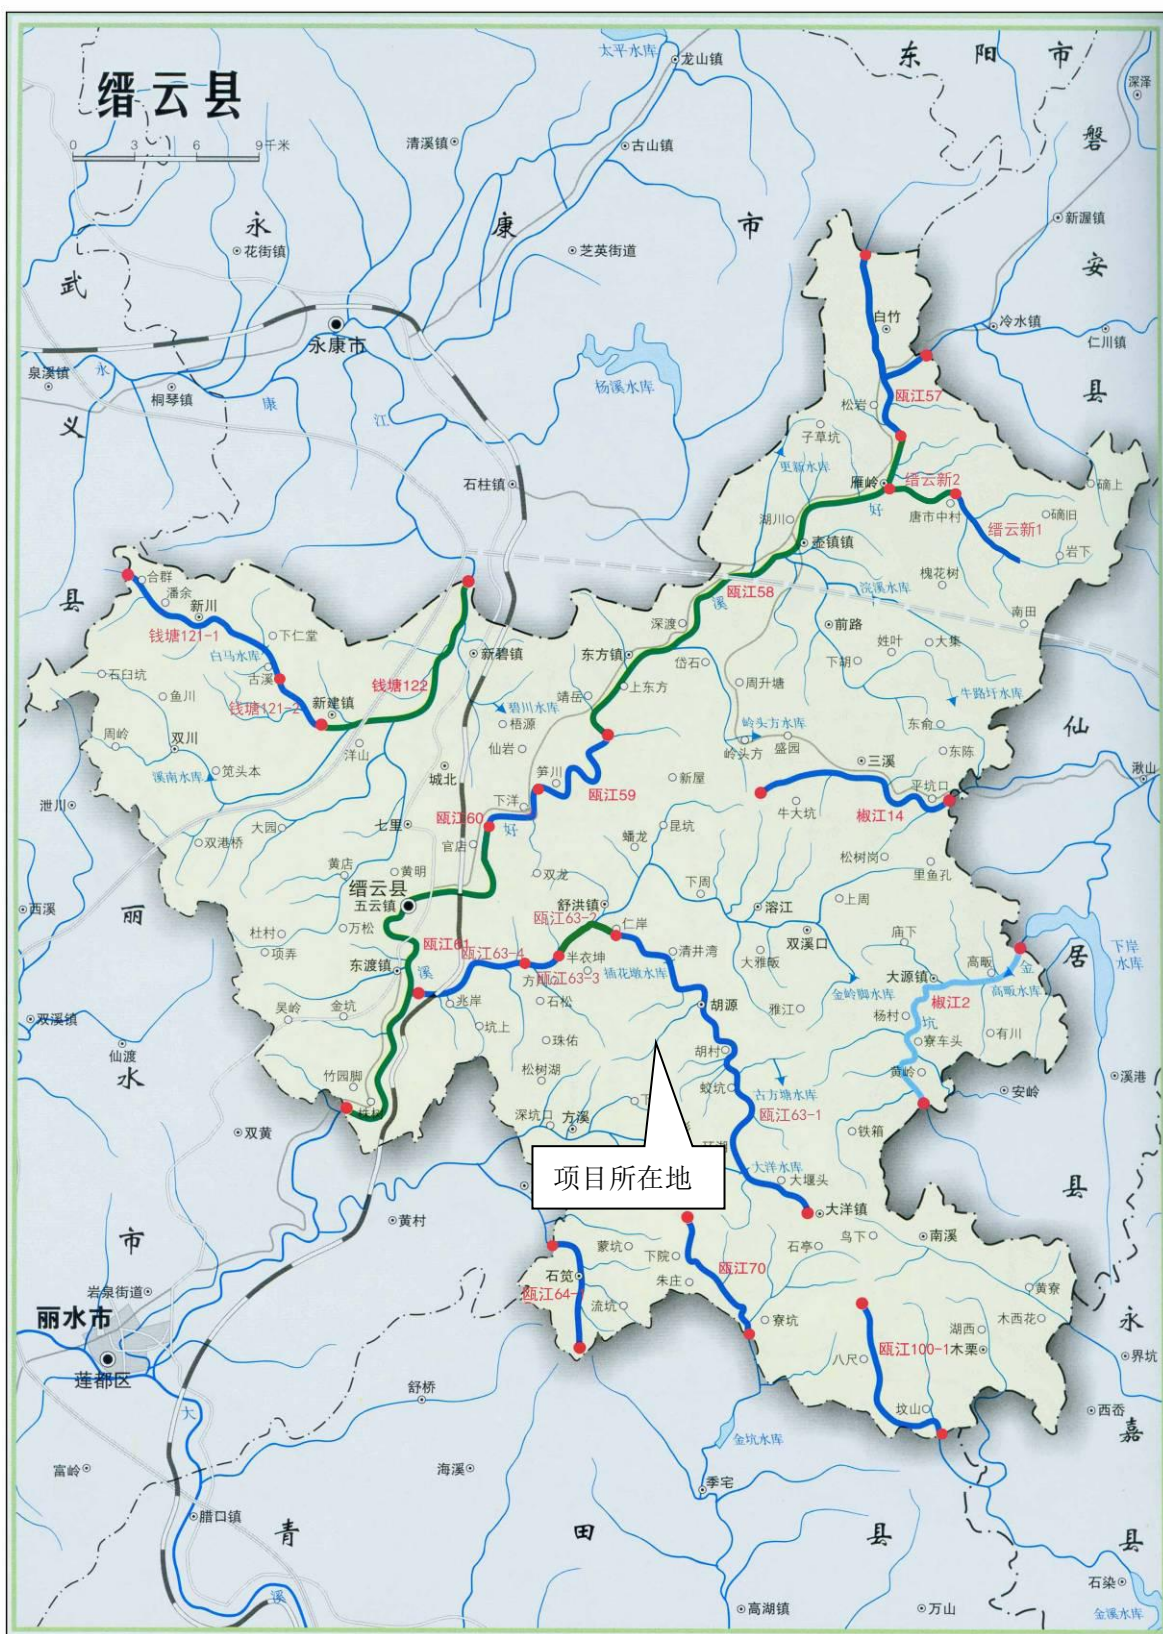 缙云县
0 3 6 9千米
太平水库
龙山镇
东 阳 市
深泽
清溪镇
古山镇
磐
安
县
新渥镇
永 康 市
花街镇
芝英街道
武
义
县
白竹
冷水镇
仁川镇
永康市
泉溪镇
永
桐琴镇
康
江
杨溪水库
瓯江57
松岩
子草坑
更新水库
石柱镇
雁岭
缙云新2
好
唐市中村
碲上
碲旧
湖川
壶镇镇
缙云新1
岩下
槐花树
合群
潘余
新川
钱塘121-1
下仁堂
瓯江58
溪
浣溪水库
南田
深渡
前路
姓叶
大集
白马水库
石臼坑
古溪
新碧镇
东方镇
岱石
下胡
鱼川
钱塘122
上东方
周升塘
牛路圩水库
钱塘121-2
新建镇
靖岳
碧川水库
梧源
岭头方水库
东俞
仙
居
县
周岭
双川
洋山
仙岩
岭头方
盛园
东陈
溪南水库
笕头本
城北
笋川
新屋
三溪
平坑口
湫山
泄川
瓯江59
下洋
牛大坑
椒江14
大园
七里
瓯江60
好
昆坑
双港桥
官店
蟠龙
松树岗
里鱼孔
黄店
黄明
双龙
下周
上周
西溪
丽
水
市
缙云县
五云镇
舒洪镇
溶江
瓯江63-2
仁岸
杜村
万松
双溪口
庙下
下岸水库
项弄
瓯江61
瓯江63-4
半衣坤
清井湾
大雅畈
东渡镇
溪
瓯江63-3
插花墩水库
大源镇
高畈
金
高畈水库
金岭脚水库
椒江2
吴岭
金坑
兆岸
石松
胡源
雅江
杨村
坑
双溪镇
坑上
珠佑
胡村
寮车头
有川
仙渡
松树湖
黄岭
溪港
竹园脚
蛟坑
古方塘水库
安岭
深坑口
方溪
瓯江63-1
双黄
铁箱
项目所在地
大洋水库
大堰头
黄村
大洋镇
蒙坑
下院
石亭
鸟下
南溪
石笕
朱庄
瓯江70
黄寮
岩泉街道
流坑
寮坑
湖西
木西花
永
嘉
县
丽水市
莲都区
瓯江100-1
木栗
八尺
界坑
舒桥
大
坟山
西岙
金坑水库
富岭
海溪
季宅
腊口镇
青 田 县
石染
溪
高湖镇
万山
金溪水库